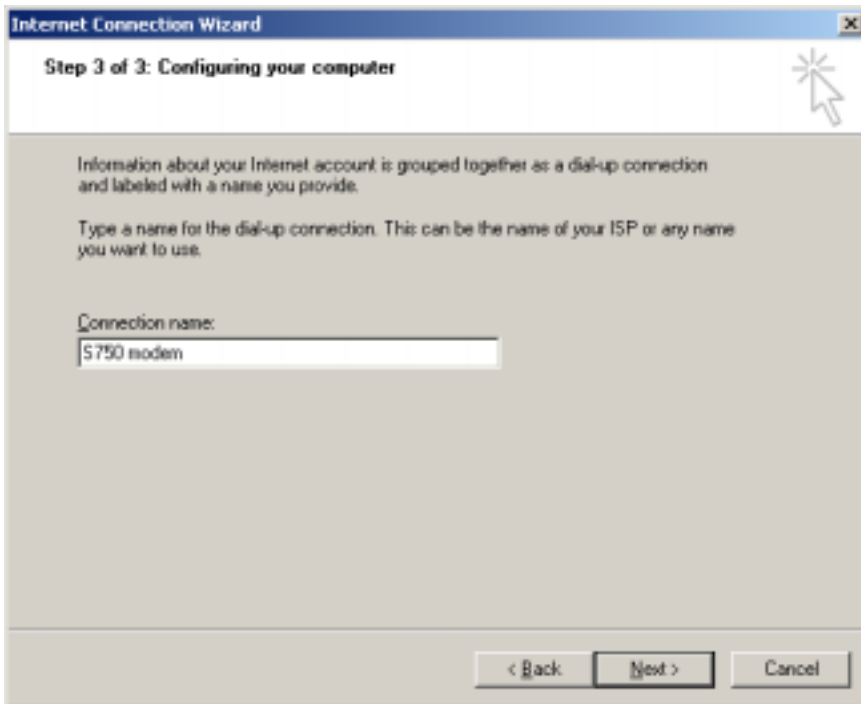 Internet Connection Wizard
Step 3 of 3: Configuring your computer
Information about your Internet account is grouped together as a dial-up connection
and labeled with a name you provide.
Type a name for the dial-up connection. This can be the name of your ISP or any name
you want to use.
Connection name:
S750 modem
< Back
Next >
Cancel